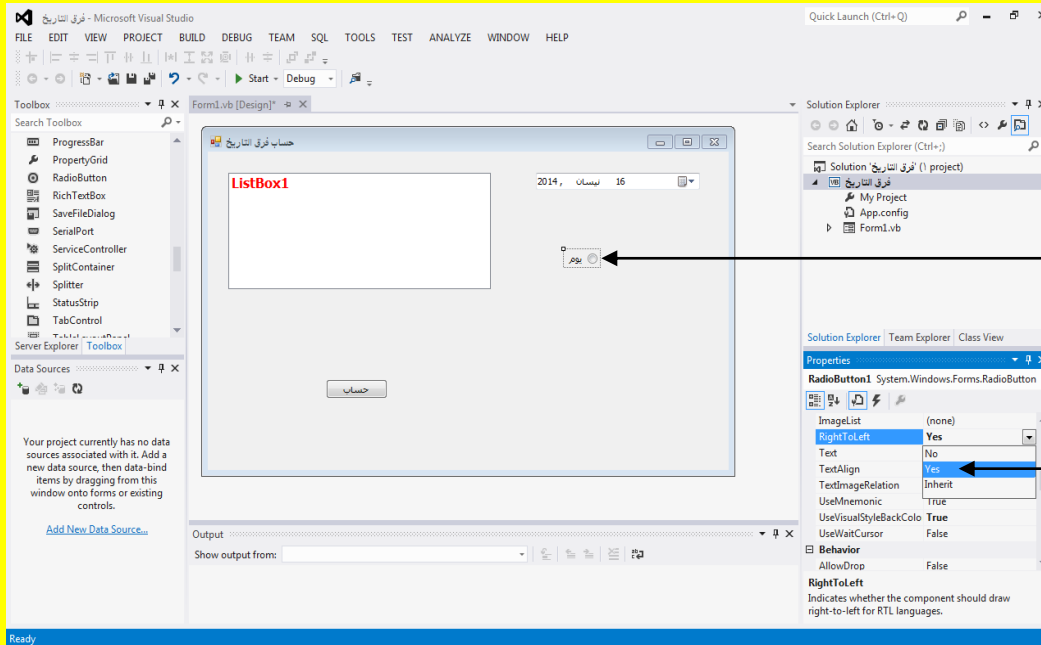 فرق التاريخ - Microsoft Visual Studio
Quick Launch (Ctrl+Q)
FILE EDIT VIEW PROJECT BUILD DEBUG TEAM SQL TOOLS TEST ANALYZE WINDOW HELP
Start Debug
Toolbox
Search Toolbox
ProgressBar
PropertyGrid
RadioButton
RichTextBox
SaveFileDialog
SerialPort
ServiceController
SplitContainer
Splitter
StatusStrip
TabControl
TableLayoutPanel
Server Explorer Toolbox
Data Sources
Your project currently has no data
sources associated with it. Add a
new data source, then data-bind
items by dragging from this
window onto forms or existing
controls.
Add New Data Source...
Form1.vb [Design]*
حساب فرق التاريخ
ListBox1
16 نيسان , 2014
يوم
حساب
Output
Show output from:
Solution Explorer
Search Solution Explorer (Ctrl+;)
Solution 'فرق التاريخ' (1 project)
فرق التاريخ
My Project
App.config
Form1.vb
Solution Explorer Team Explorer Class View
Properties
RadioButton1 System.Windows.Forms.RadioButton
ImageList (none)
RightToLeft Yes
Text No
TextAlign Yes
TextImageRelation Inherit
UseMnemonic True
UseVisualStyleBackColo True
UseWaitCursor False
Behavior
AllowDrop False
RightToLeft
Indicates whether the component should draw
right-to-left for RTL languages.
Ready